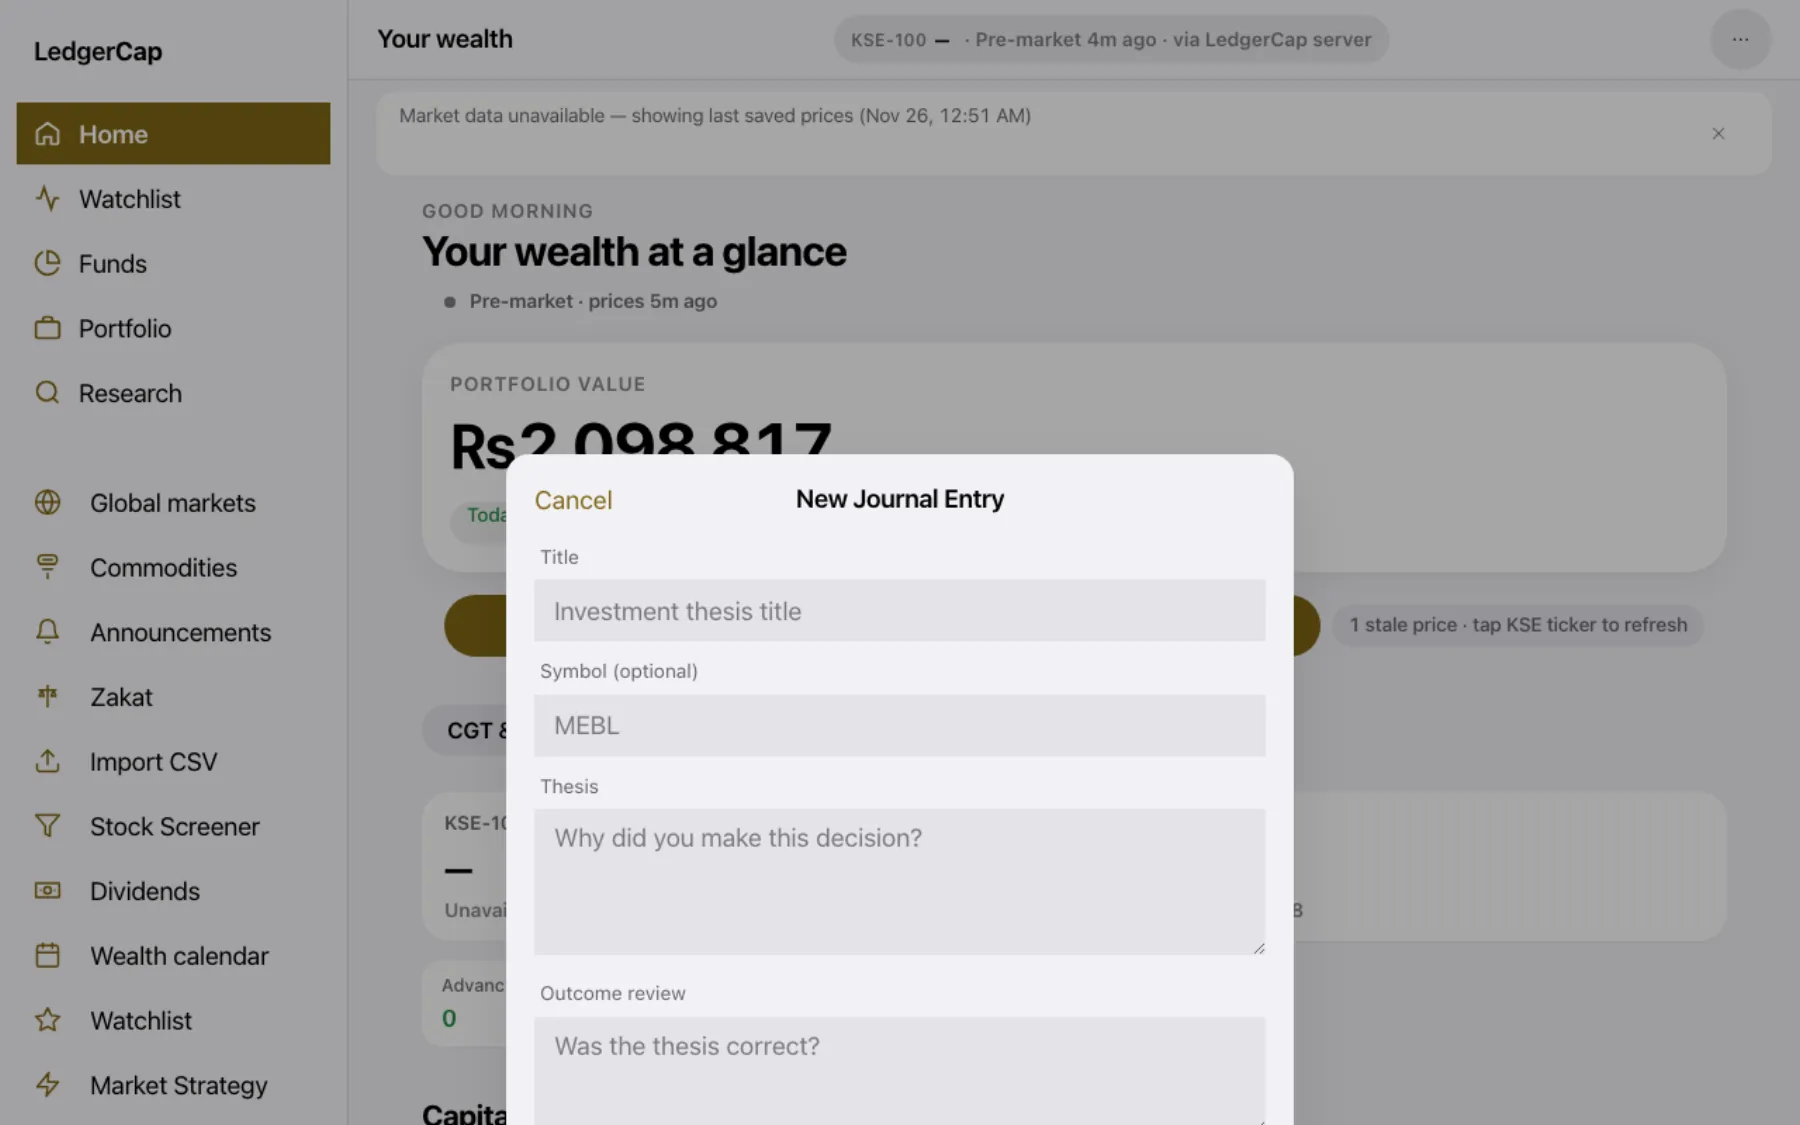 LedgerCap
Home
Watchlist
Funds
Portfolio
Research
Global markets
Commodities
Announcements
Zakat
Import CSV
Stock Screener
Dividends
Wealth calendar
Watchlist
Market Strategy
Your wealth
KSE-100 — · Pre-market 4m ago · via LedgerCap server
...
Market data unavailable — showing last saved prices (Nov 26, 12:51 AM)
GOOD MORNING
Your wealth at a glance
Pre-market · prices 5m ago
PORTFOLIO VALUE
Rs2,098,817
1 stale price · tap KSE ticker to refresh
CGT &
KSE-10
—
8
0
Cancel
New Journal Entry
Title
Investment thesis title
Symbol (optional)
MEBL
Thesis
Why did you make this decision?
Outcome review
Was the thesis correct?